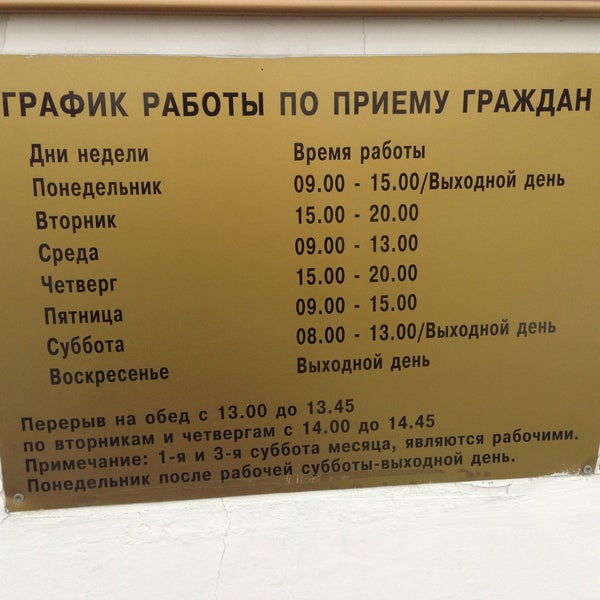 ГРАФИК РАБОТЫ ПО ПРИЕМУ ГРАЖДАН
Дни недели Время работы
Понедельник 09.00 - 15.00/Выходной день
Вторник 15.00 - 20.00
Среда 09.00 - 13.00
Четверг 15.00 - 20.00
Пятница 09.00 - 15.00
Суббота 08.00 - 13.00/Выходной день
Воскресенье Выходной день
Перерыв на обед с 13.00 до 13.45
по вторникам и четвергам с 14.00 до 14.45
Примечание: 1-я и 3-я суббота месяца, являются рабочими.
Понедельник после рабочей субботы-выходной день.